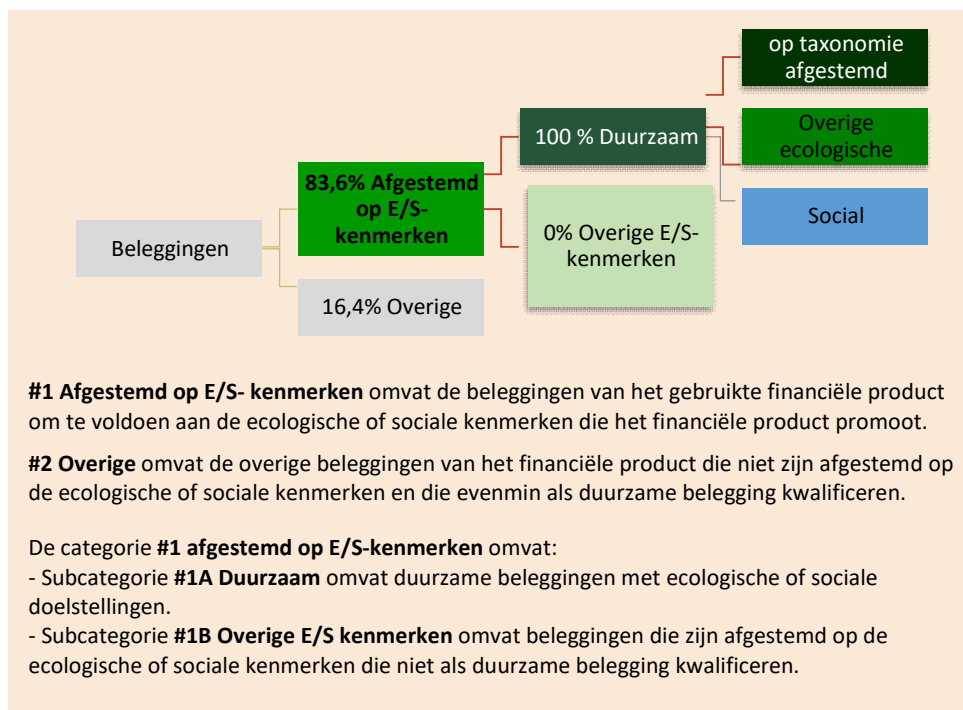 op taxonomie
afgestemd
100 % Duurzaam
Overige
ecologische
83,6% Afgestemd
op E/S-
kenmerken
Social
0% Overige E/S-
kenmerken
Beleggingen
16,4% Overige
#1 Afgestemd op E/S- kenmerken omvat de beleggingen van het gebruikte financiële product
om te voldoen aan de ecologische of sociale kenmerken die het financiële product promoot.
#2 Overige omvat de overige beleggingen van het financiële product die niet zijn afgestemd op
de ecologische of sociale kenmerken en die evenmin als duurzame belegging kwalificeren.
De categorie #1 afgestemd op E/S-kenmerken omvat:
- Subcategorie #1A Duurzaam omvat duurzame beleggingen met ecologische of sociale
doelstellingen.
- Subcategorie #1B Overige E/S kenmerken omvat beleggingen die zijn afgestemd op de
ecologische of sociale kenmerken die niet als duurzame belegging kwalificeren.